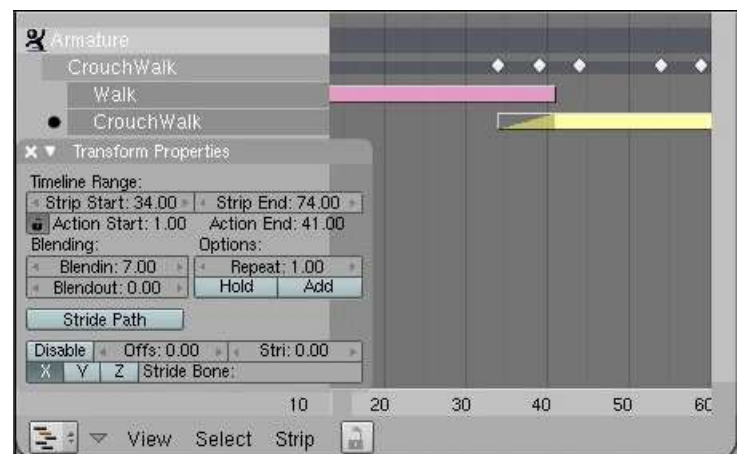 Armature
CrouchWalk
Walk
CrouchWalk
Transform Properties
Timeline Range:
Strip Start: 34.00 Strip End: 74.00
Action Start: 1.00 Action End: 41.00
Blending: Options:
Blendin: 7.00 Repeat: 1.00
Blendout: 0.00 Hold Add
Stride Path
Disable Offs: 0.00 Stri: 0.00
X Y Z Stride Bone:
10 20 30 40 50 60
View Select Strip